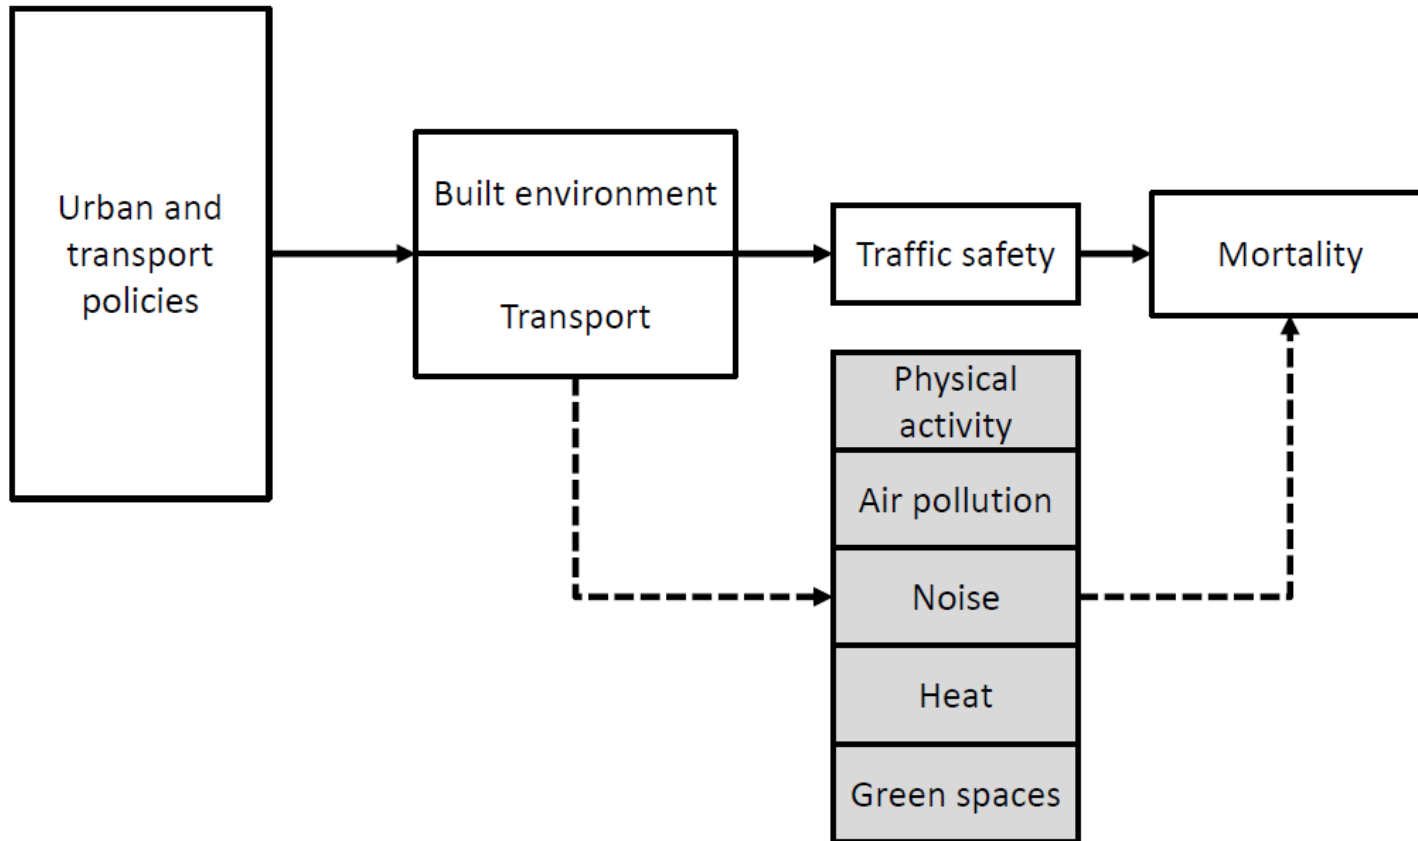 Urban and
transport
policies
Built environment
Transport
Traffic safety
Mortality
Physical
activity
Air pollution
Noise
Heat
Green spaces